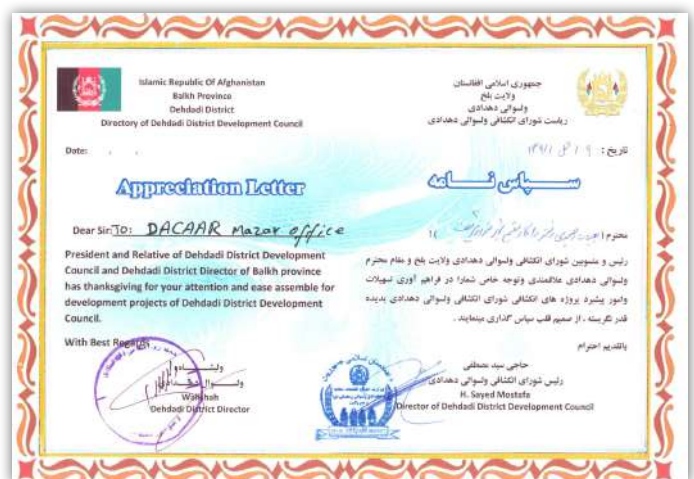 Islamic Republic Of Afghanistan
Balkh Province
Dehdadi District
Directory of Dehdadi District Development Council
جمهوری اسلامی افغانستان
ولایت بلخ
ولسوالی دهدادی
ریاست شورای انکشافی ولسوالی دهدادی
Date:
تاریخ :
Appreciation Letter
سپاس نامه
Dear Sir: TO: DACAAR Mazar office
محترم
President and Relative of Dehdadi District Development
Council and Dehdadi District Director of Balkh province
has thanksgiving for your attention and ease assemble for
development projects of Dehdadi District Development
Council.
With Best Regards
رئیس و منسوبین شورای انکشافی ولسوالی دهدادی ولایت بلخ و مقام محترم
ولسوالی دهدادی علاقمندی وتوجه خاص شمارا در فراهم آوری تسهیلات
وامور پیشبرد پروژه های انکشافی شورای انکشافی ولسوالی دهدادی بدیده
قدر نگریسته ، از صمیم قلب سپاس گذاری مینمایند .
باتقدیم احترام
ولسوال دهدادی
Dehdadi District Director
حاجی سید مصطفی
رئیس شورای انکشافی ولسوالی دهدادی
H. Sayed Mostafa
Director of Dehdadi District Development Council